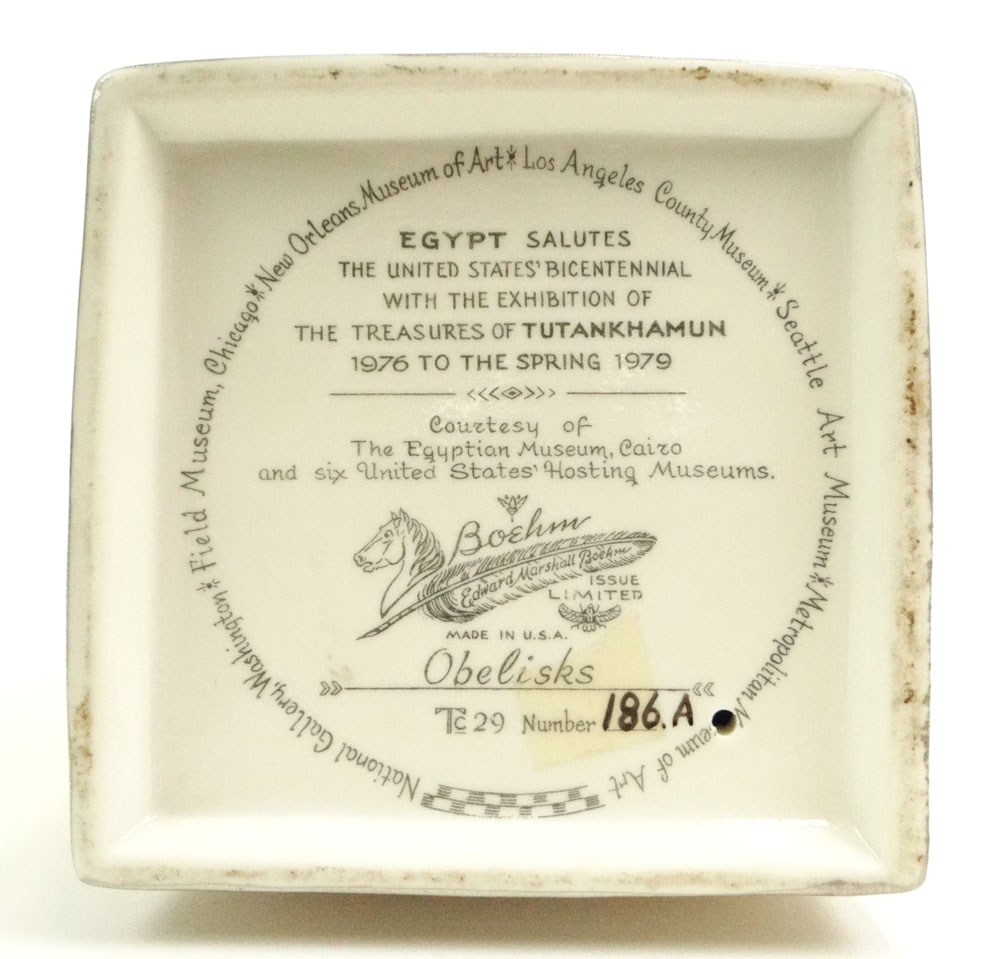 National Gallery, Washington * Field Museum, Chicago * New Orleans Museum of Art * Los Angeles County Museum * Seattle Art Museum * Metropolitan Museum of Art
EGYPT SALUTES
THE UNITED STATES' BICENTENNIAL
WITH THE EXHIBITION OF
THE TREASURES OF TUTANKHAMUN
1976 TO THE SPRING 1979
Courtesy of
The Egyptian Museum, Cairo
and six United States' Hosting Museums.
Boehm
Edward Marshall Boehm
ISSUE
LIMITED
MADE IN U.S.A.
Obelisks
Tc 29 Number 186.A